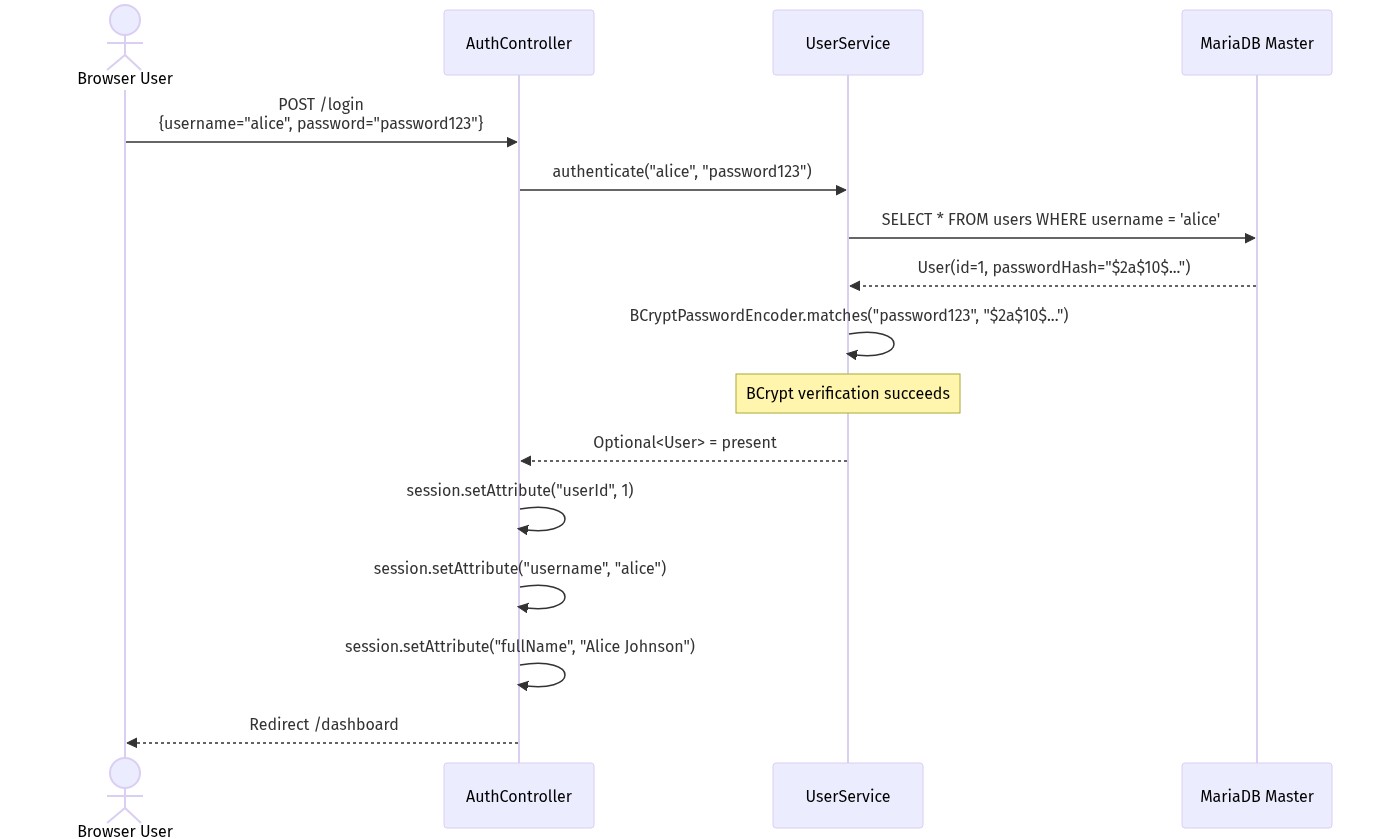 Browser User
AuthController
UserService
MariaDB Master
POST /login
{username="alice", password="password123"}
authenticate("alice", "password123")
SELECT * FROM users WHERE username = 'alice'
User(id=1, passwordHash="$2a$10$...")
BCryptPasswordEncoder.matches("password123", "$2a$10$...")
BCrypt verification succeeds
Optional<User> = present
session.setAttribute("userId", 1)
session.setAttribute("username", "alice")
session.setAttribute("fullName", "Alice Johnson")
Redirect /dashboard
Browser User
AuthController
UserService
MariaDB Master